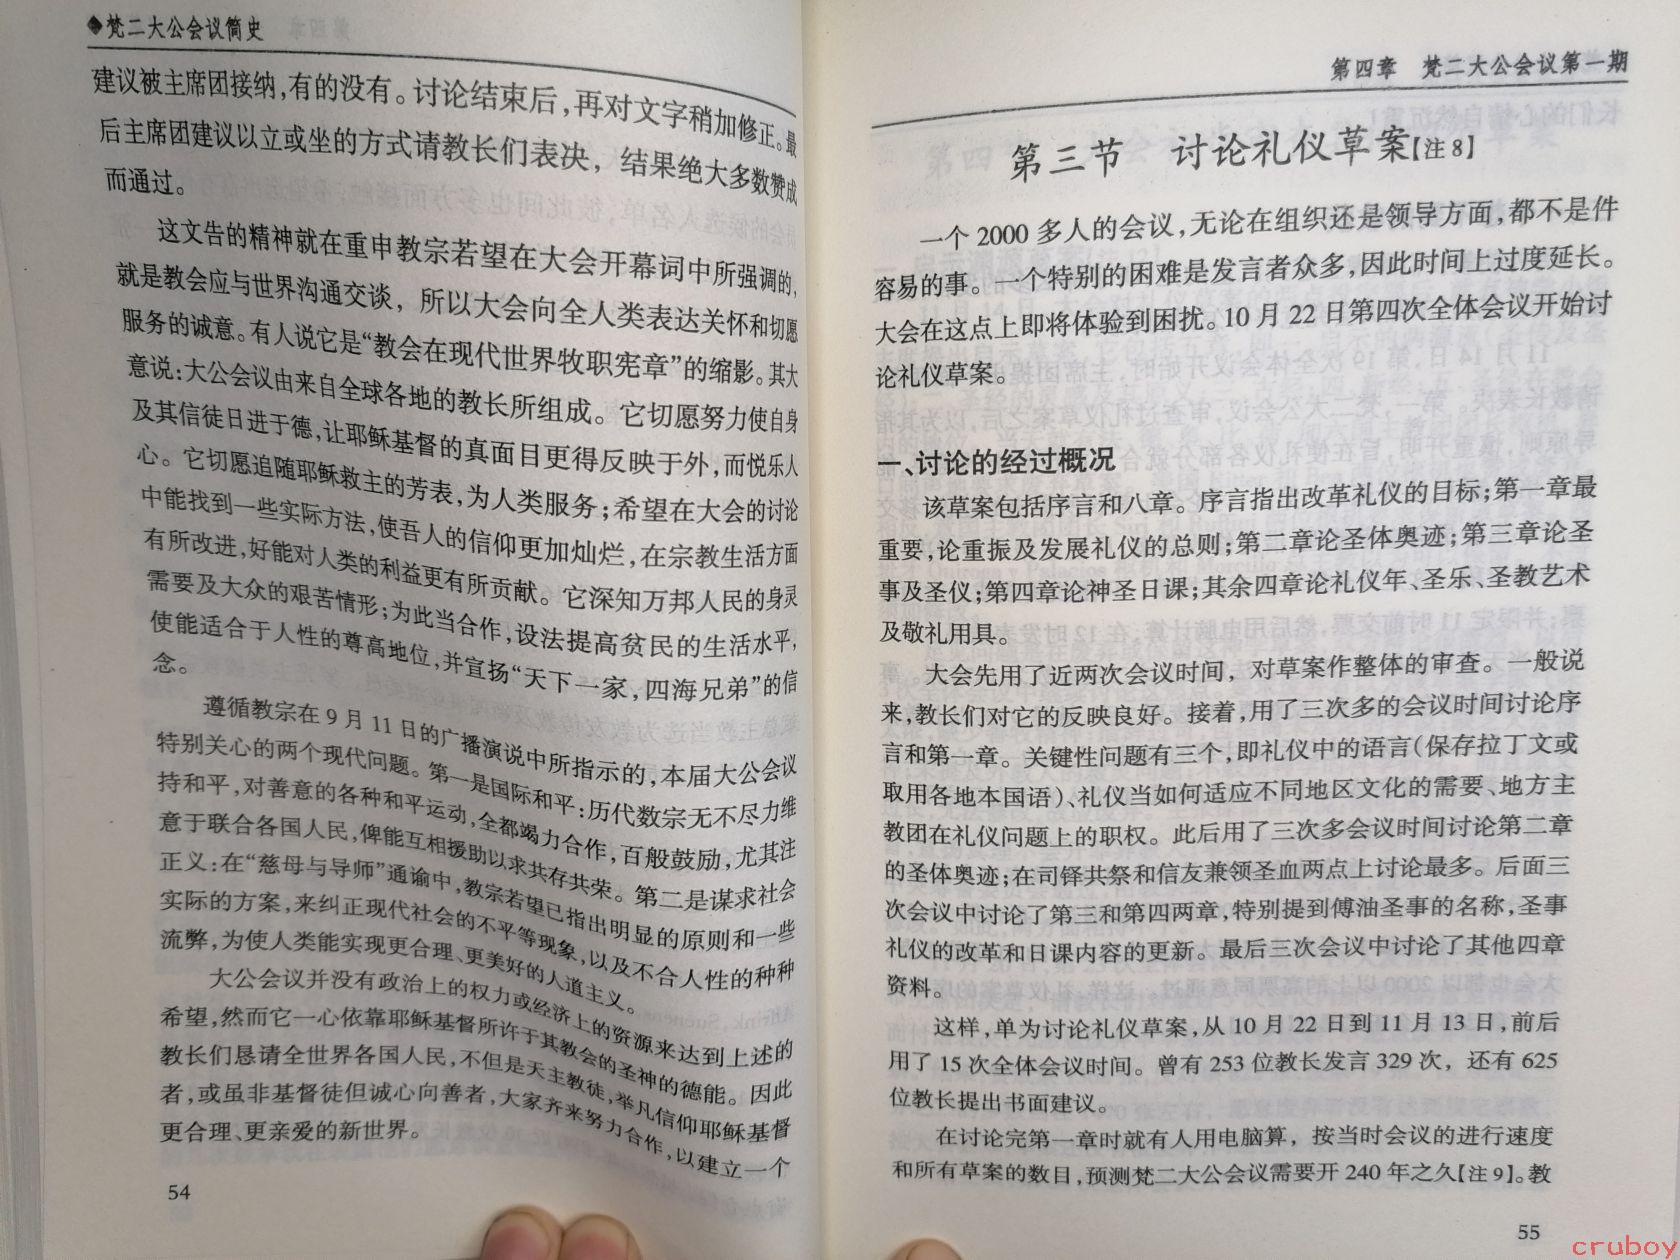 ◆梵二大公会议简史
建议被主席团接纳,有的没有。讨论结束后,再对文字稍加修正。最
后主席团建议以立或坐的方式请教长们表决，结果绝大多数赞成
而通过。
这文告的精神就在重申教宗若望在大会开幕词中所强调的,
就是教会应与世界沟通交谈，所以大会向全人类表达关怀和切愿
服务的诚意。有人说它是“教会在现代世界牧职宪章”的缩影。其大
意说:大公会议由来自全球各地的教长所组成。它切愿努力使自身
及其信徒日进于德,让耶稣基督的真面目更得反映于外,而悦乐人
心。它切愿追随耶稣救主的芳表,为人类服务;希望在大会的讨论
中能找到一些实际方法,使吾人的信仰更加灿烂,在宗教生活方面
有所改进,好能对人类的利益更有所贡献。它深知万邦人民的身灵
需要及大众的艰苦情形;为此当合作,设法提高贫民的生活水平,
使能适合于人性的尊高地位,并宣扬“天下一家,四海兄弟”的信
念。
遵循教宗在9月11日的广播演说中所指示的,本届大公会议
特别关心的两个现代问题。第一是国际和平:历代教宗无不尽力维
持和平,对善意的各种和平运动,全都竭力合作,百般鼓励,尤其注
意于联合各国人民,俾能互相援助以求共存共荣。第二是谋求社会
正义:在“慈母与导师”通谕中,教宗若望已指出明显的原则和一些
实际的方案,来纠正现代社会的不平等现象,以及不合人性的种种
流弊,为使人类能实现更合理、更美好的人道主义。
大公会议并没有政治上的权力或经济上的资源来达到上述的
希望,然而它一心依靠耶稣基督所许于其教会的圣神的德能。因此
教长们恳请全世界各国人民,不但是天主教徒,举凡信仰耶稣基督
者,或虽非基督徒但诚心向善者,大家齐来努力合作,以建立一个
更合理、更亲爱的新世界。
54
第四章　梵二大公会议第一期
第三节　讨论礼仪草案【注8】
一个2000多人的会议,无论在组织还是领导方面,都不是件
容易的事。一个特别的困难是发言者众多,因此时间上过度延长。
大会在这点上即将体验到困扰。10月22日第四次全体会议开始讨
论礼仪草案。
一、讨论的经过概况
该草案包括序言和八章。序言指出改革礼仪的目标;第一章最
重要,论重振及发展礼仪的总则;第二章论圣体奥迹;第三章论圣
事及圣仪;第四章论神圣日课;其余四章论礼仪年、圣乐、圣教艺术
及敬礼用具。
大会先用了近两次会议时间，对草案作整体的审查。一般说
来,教长们对它的反映良好。接着,用了三次多的会议时间讨论序
言和第一章。关键性问题有三个,即礼仪中的语言(保存拉丁文或
取用各地本国语)、礼仪当如何适应不同地区文化的需要、地方主
教团在礼仪问题上的职权。此后用了三次多会议时间讨论第二章
的圣体奥迹;在司铎共祭和信友兼领圣血两点上讨论最多。后面三
次会议中讨论了第三和第四两章,特别提到傅油圣事的名称,圣事
礼仪的改革和日课内容的更新。最后三次会议中讨论了其他四章
资料。
这样,单为讨论礼仪草案,从10月22日到11月13日,前后
用了15次全体会议时间。曾有253位教长发言329次，还有625
位教长提出书面建议。
在讨论完第一章时就有人用电脑算，按当时会议的进行速度
和所有草案的数目,预测梵二大公会议需要开240年之久【注9】。教
55
cruboy